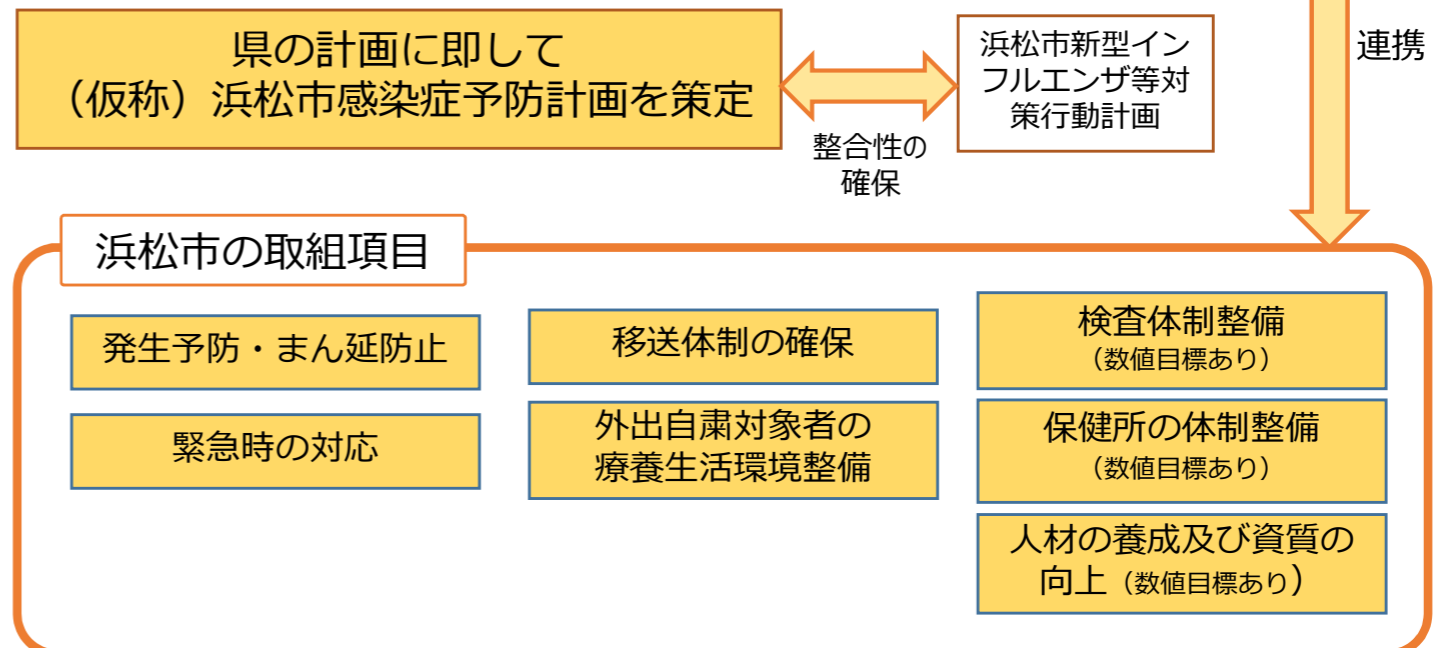 県の計画に即して
（仮称）浜松市感染症予防計画を策定
整合性の
確保
浜松市新型イン
フルエンザ等対
策行動計画
連携
浜松市の取組項目
発生予防・まん延防止
緊急時の対応
移送体制の確保
外出自粛対象者の
療養生活環境整備
検査体制整備
（数値目標あり）
保健所の体制整備
（数値目標あり）
人材の養成及び資質の
向上（数値目標あり）